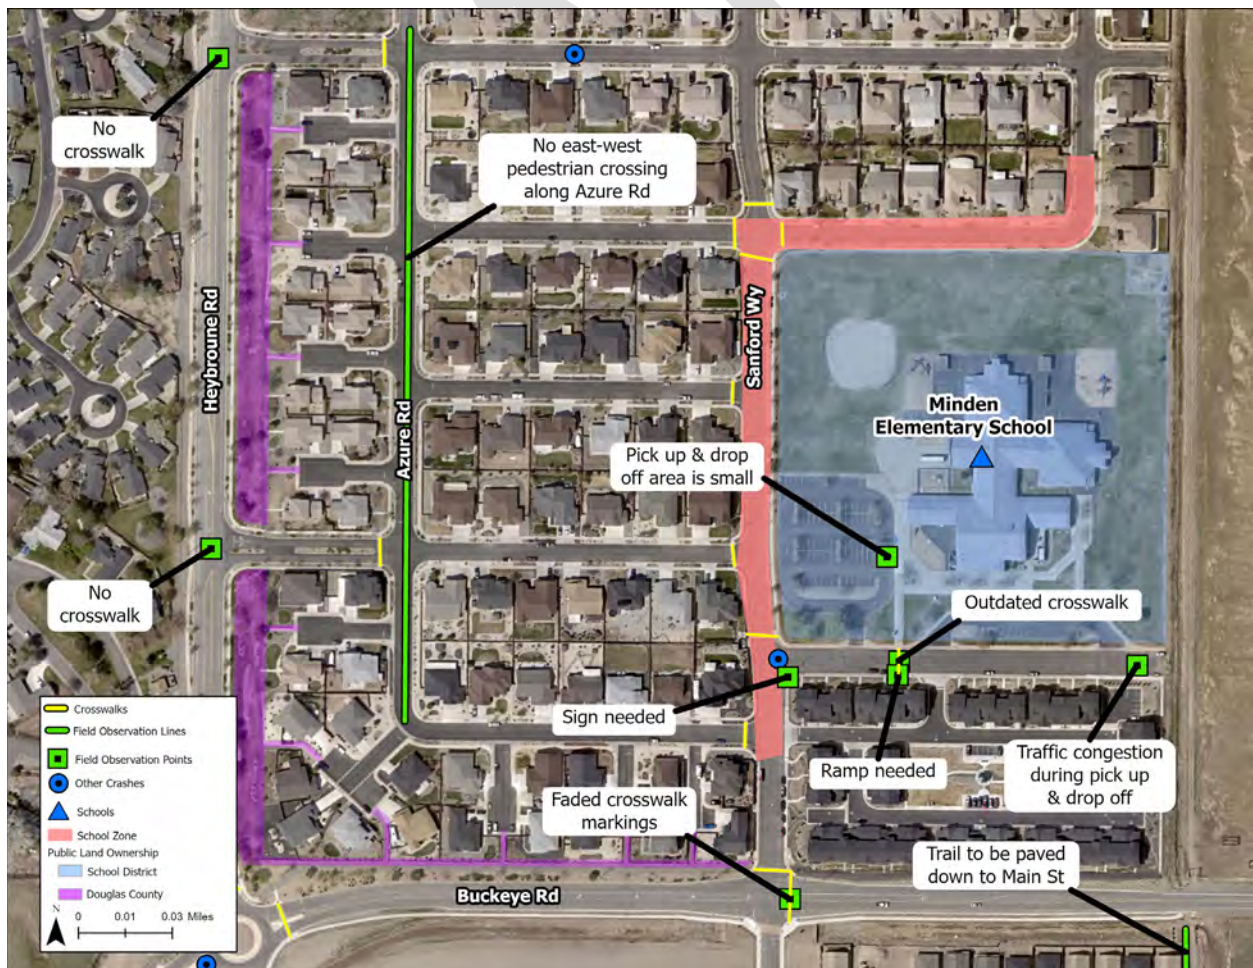 No
crosswalk
No east-west
pedestrian crossing
along Azure Rd
Heybroune Rd
Azure Rd
Sanford Wy
Minden
Elementary School
Pick up & drop
off area is small
No
crosswalk
Outdated crosswalk
Sign needed
Ramp needed
Traffic congestion
during pick up
& drop off
Faded crosswalk
markings
Trail to be paved
down to Main St
Buckeye Rd
Crosswalks
Field Observation Lines
Field Observation Points
Other Crashes
Schools
School Zone
Public Land Ownership
School District
Douglas County
N
0 0.01 0.03 Miles